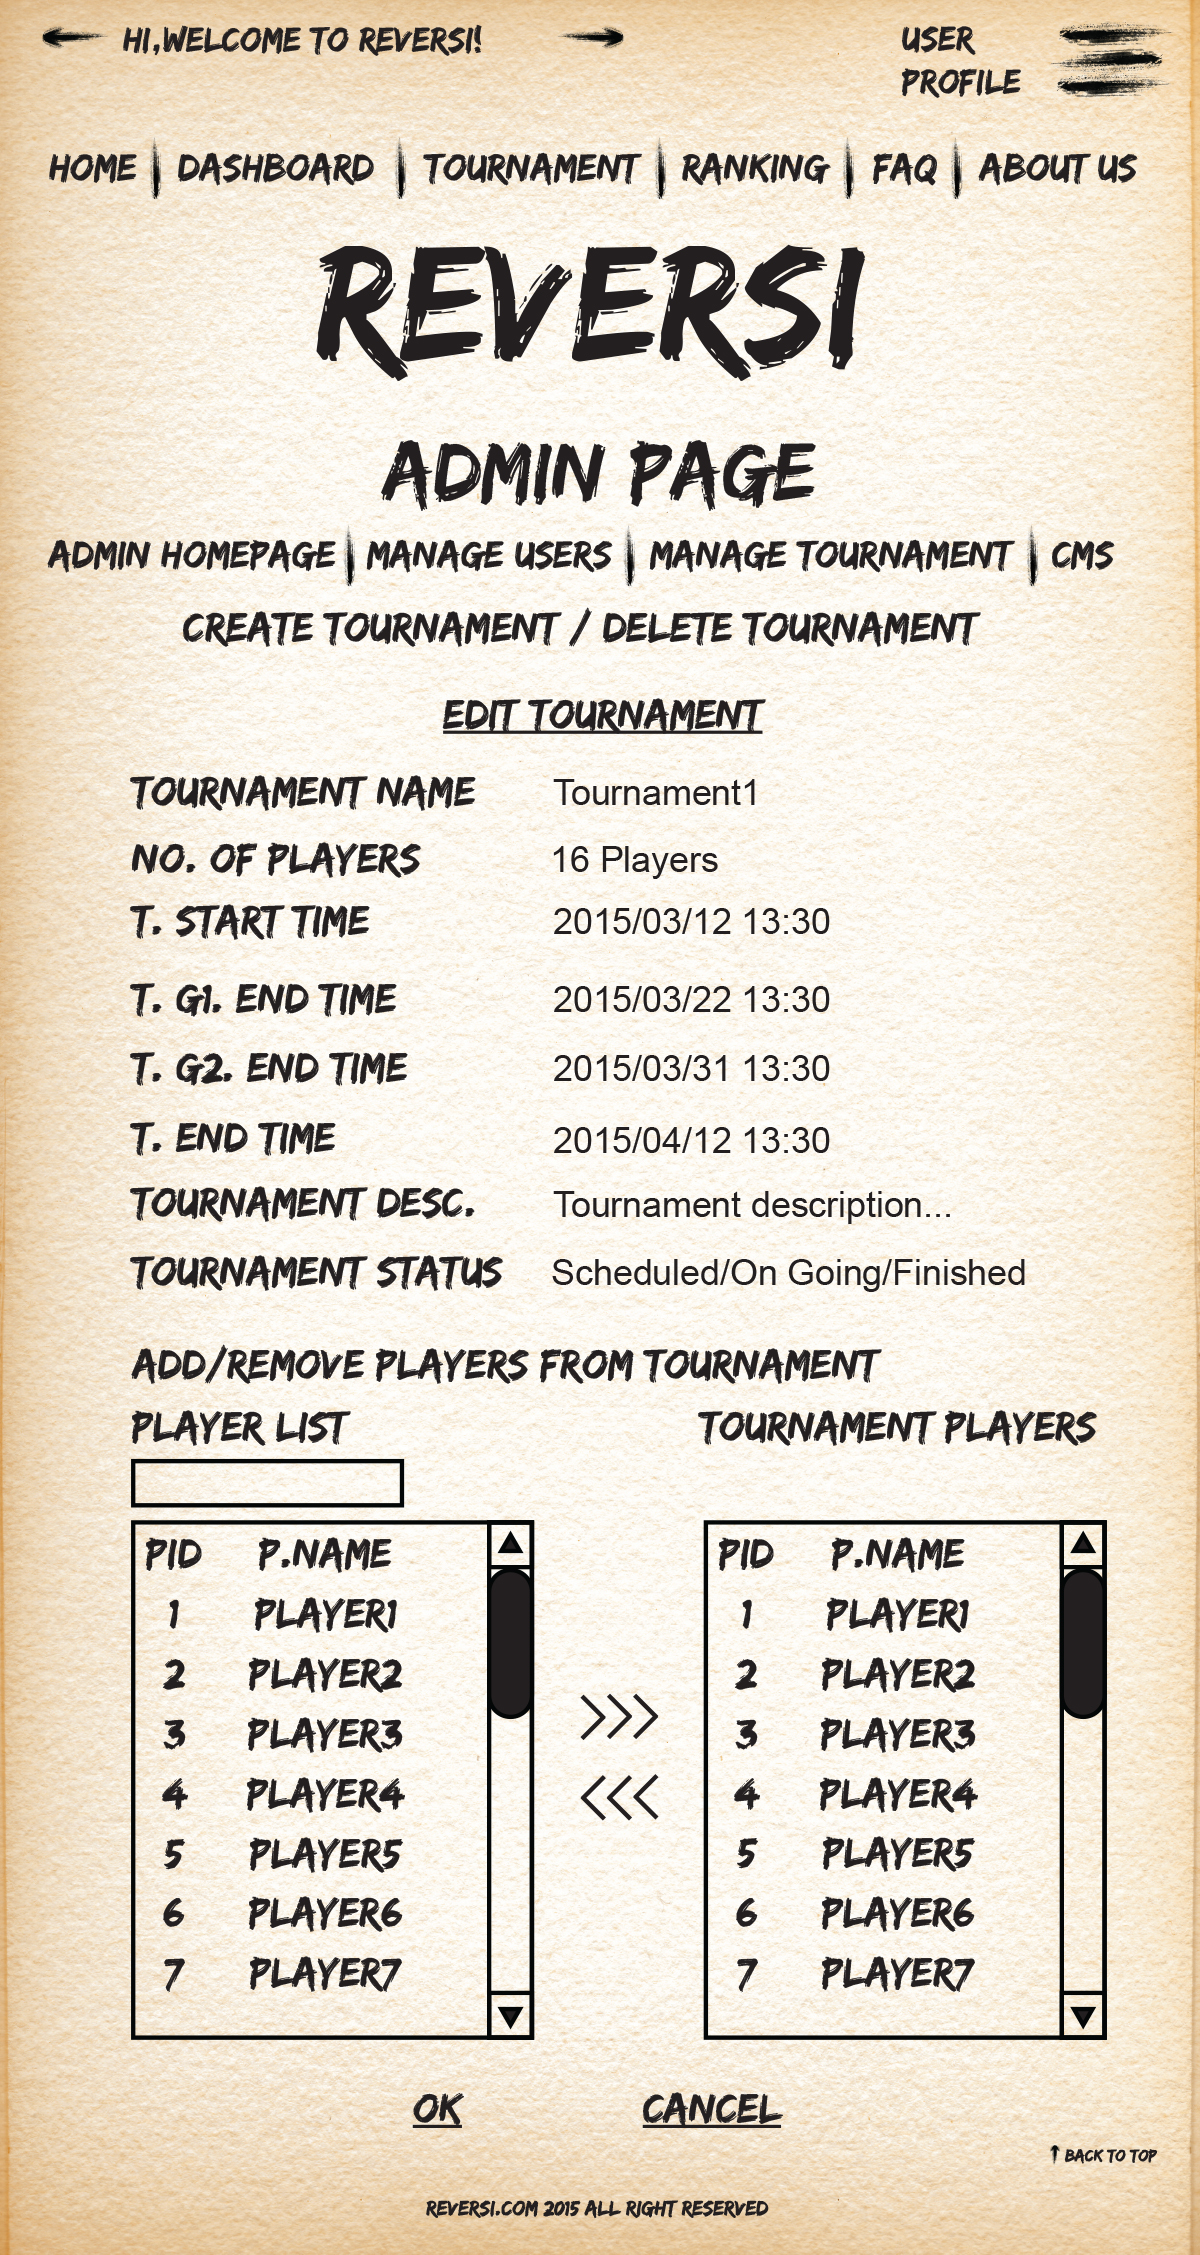 HI,WELCOME TO REVERSI!
USER
PROFILE
HOME | DASHBOARD | TOURNAMENT | RANKING | FAQ | ABOUT US
REVERSI
ADMIN PAGE
ADMIN HOMEPAGE | MANAGE USERS | MANAGE TOURNAMENT | CMS
CREATE TOURNAMENT / DELETE TOURNAMENT
EDIT TOURNAMENT
TOURNAMENT NAME Tournament1
NO. OF PLAYERS 16 Players
T. START TIME 2015/03/12 13:30
T. G1. END TIME 2015/03/22 13:30
T. G2. END TIME 2015/03/31 13:30
T. END TIME 2015/04/12 13:30
TOURNAMENT DESC. Tournament description...
TOURNAMENT STATUS Scheduled/On Going/Finished
ADD/REMOVE PLAYERS FROM TOURNAMENT
PLAYER LIST
PID P.NAME
1 PLAYER1
2 PLAYER2
3 PLAYER3
4 PLAYER4
5 PLAYER5
6 PLAYER6
7 PLAYER7
TOURNAMENT PLAYERS
PID P.NAME
1 PLAYER1
2 PLAYER2
3 PLAYER3
4 PLAYER4
5 PLAYER5
6 PLAYER6
7 PLAYER7
OK CANCEL
BACK TO TOP
REVERSI.COM 2015 ALL RIGHT RESERVED